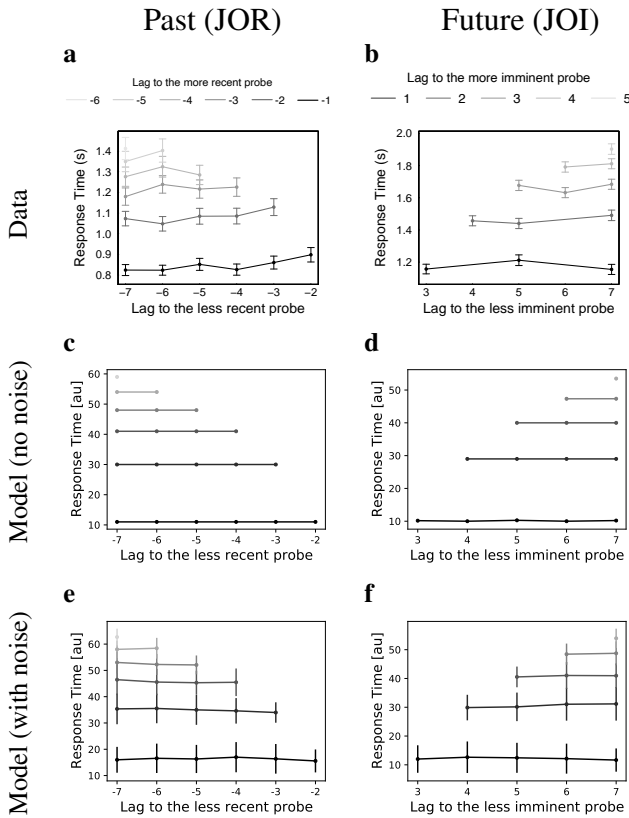 Past (JOR)
Future (JOI)
a
b
Lag to the more recent probe
-6 -5 -4 -3 -2 -1
Lag to the more imminent probe
1 2 3 4 5
Data
Response Time (s)
1.4
1.3
1.2
1.1
1.0
0.9
0.8
−7 −6 −5 −4 −3 −2
Lag to the less recent probe
Response Time (s)
2.0
1.8
1.6
1.4
1.2
3 4 5 6 7
Lag to the less imminent probe
c
d
Model (no noise)
Response Time [au]
60
50
40
30
20
10
-7 -6 -5 -4 -3 -2
Lag to the less recent probe
Response Time [au]
50
40
30
20
10
3 4 5 6 7
Lag to the less imminent probe
e
f
Model (with noise)
Response Time [au]
60
50
40
30
20
10
-7 -6 -5 -4 -3 -2
Lag to the less recent probe
Response Time [au]
50
40
30
20
10
3 4 5 6 7
Lag to the less imminent probe